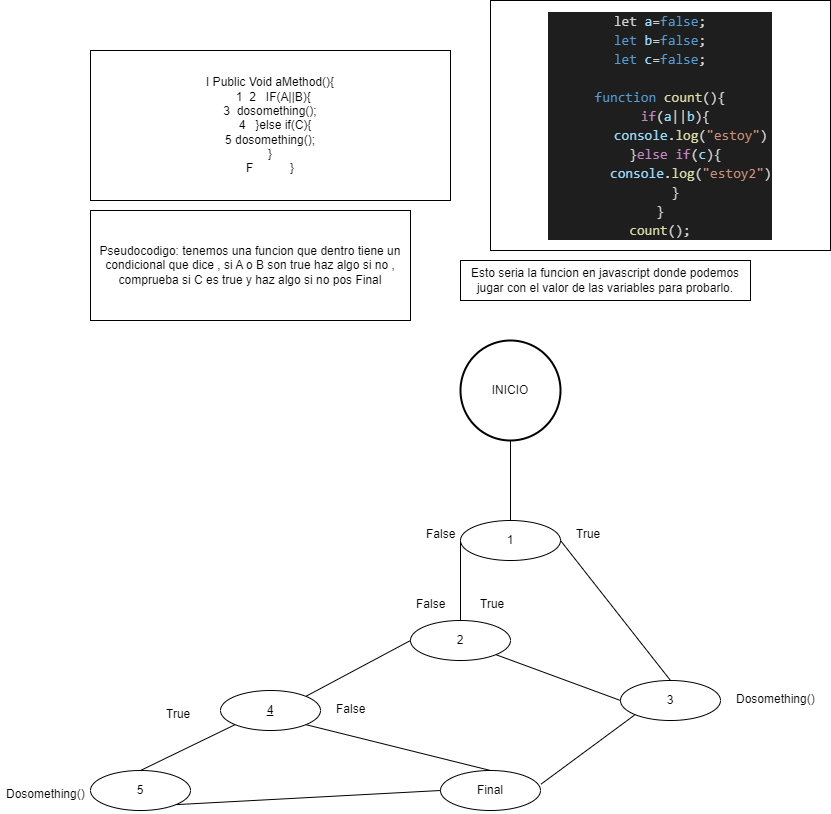 I Public Void aMethod(){
1 2 IF(A||B){
3 dosomething();
4 }else if(C){
5 dosomething();
}
F }
let a=false;
let b=false;
let c=false;
function count(){
if(a||b){
console.log("estoy")
}else if(c){
console.log("estoy2")
}
}
count();
Pseudocodigo: tenemos una funcion que dentro tiene un
condicional que dice , si A o B son true haz algo si no ,
comprueba si C es true y haz algo si no pos Final
Esto seria la funcion en javascript donde podemos
jugar con el valor de las variables para probarlo.
INICIO
False
1
True
False
True
2
3
Dosomething()
True
4
False
Dosomething()
5
Final